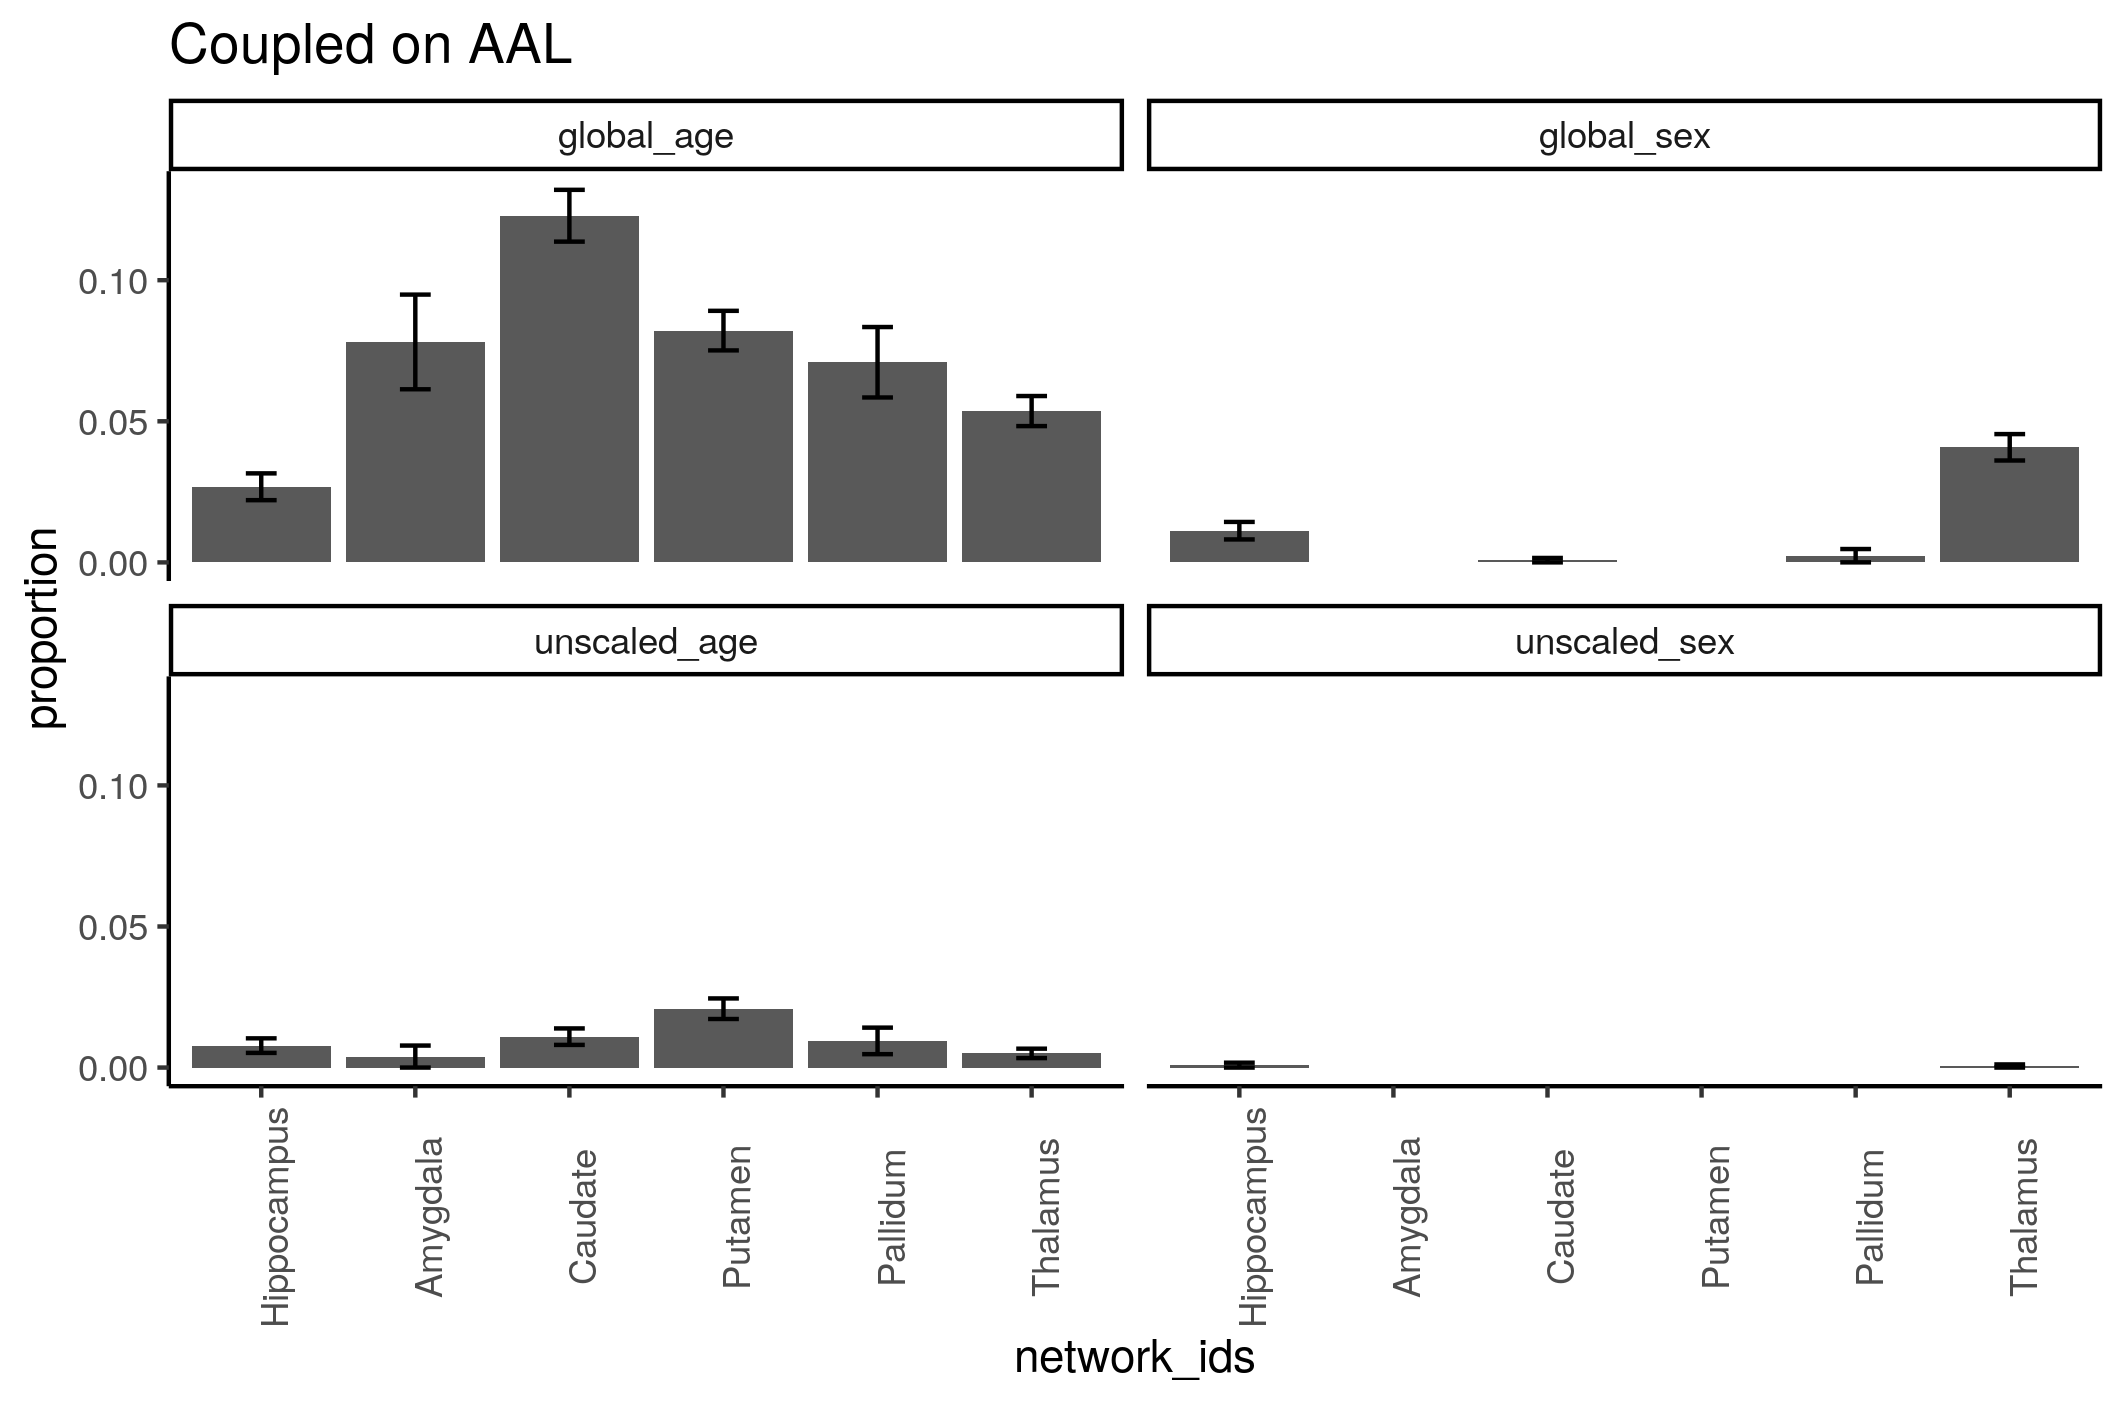 Coupled on AAL
global_age
global_sex
0.10
0.05
0.00
unscaled_age
unscaled_sex
0.10
0.05
0.00
proportion
Hippocampus
Amygdala
Caudate
Putamen
Pallidum
Thalamus
Hippocampus
Amygdala
Caudate
Putamen
Pallidum
Thalamus
network_ids